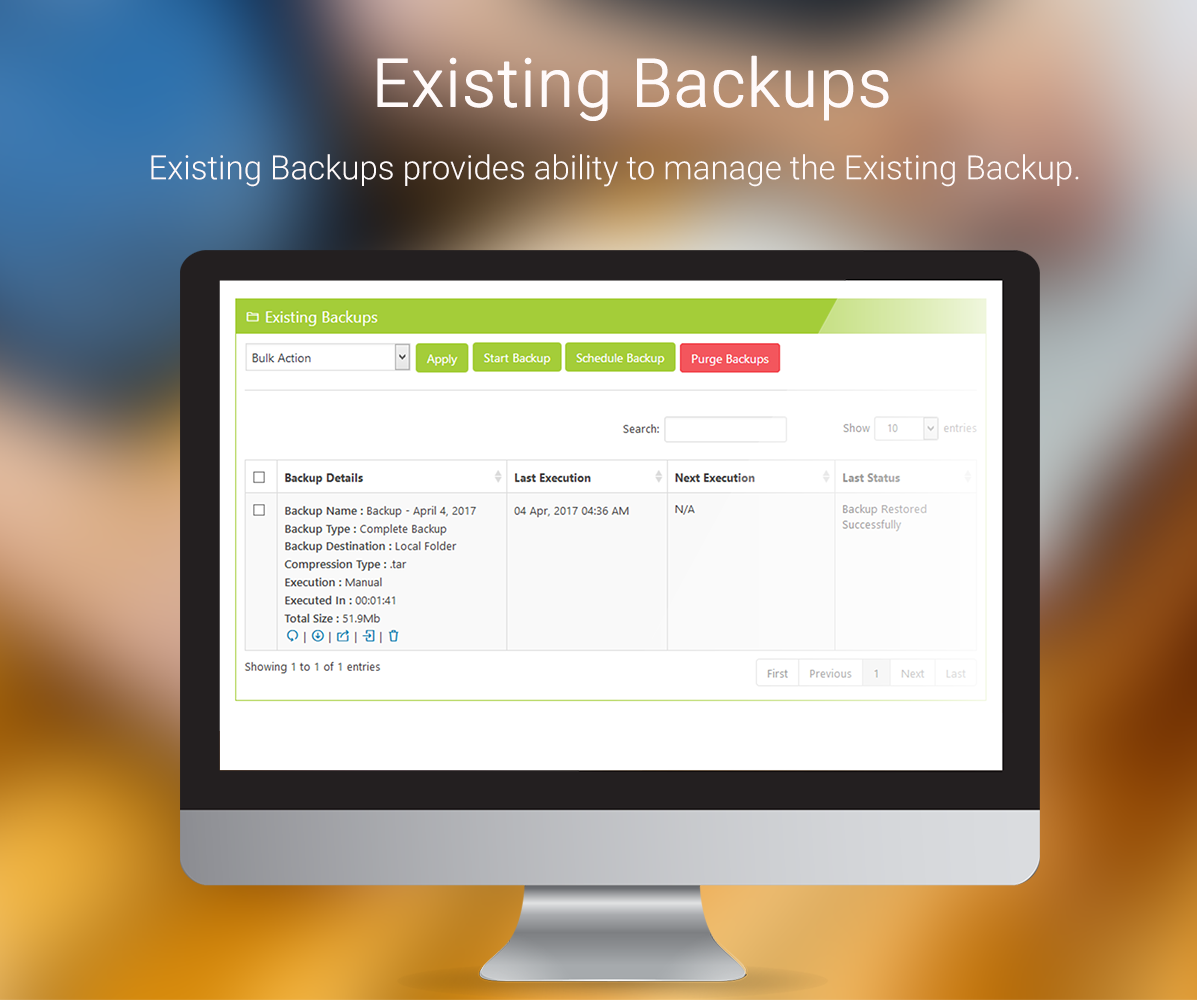 Existing Backups
Existing Backups provides ability to manage the Existing Backup.
Existing Backups
Bulk Action Apply Start Backup Schedule Backup Purge Backups
Search: Show 10 entries
Backup Details Last Execution Next Execution Last Status
Backup Name : Backup - April 4, 2017 04 Apr, 2017 04:36 AM N/A Backup Restored
Backup Type : Complete Backup Successfully
Backup Destination : Local Folder
Compression Type : .tar
Execution : Manual
Executed In : 00:01:41
Total Size : 51.9Mb
| | | |
Showing 1 to 1 of 1 entries First Previous 1 Next Last